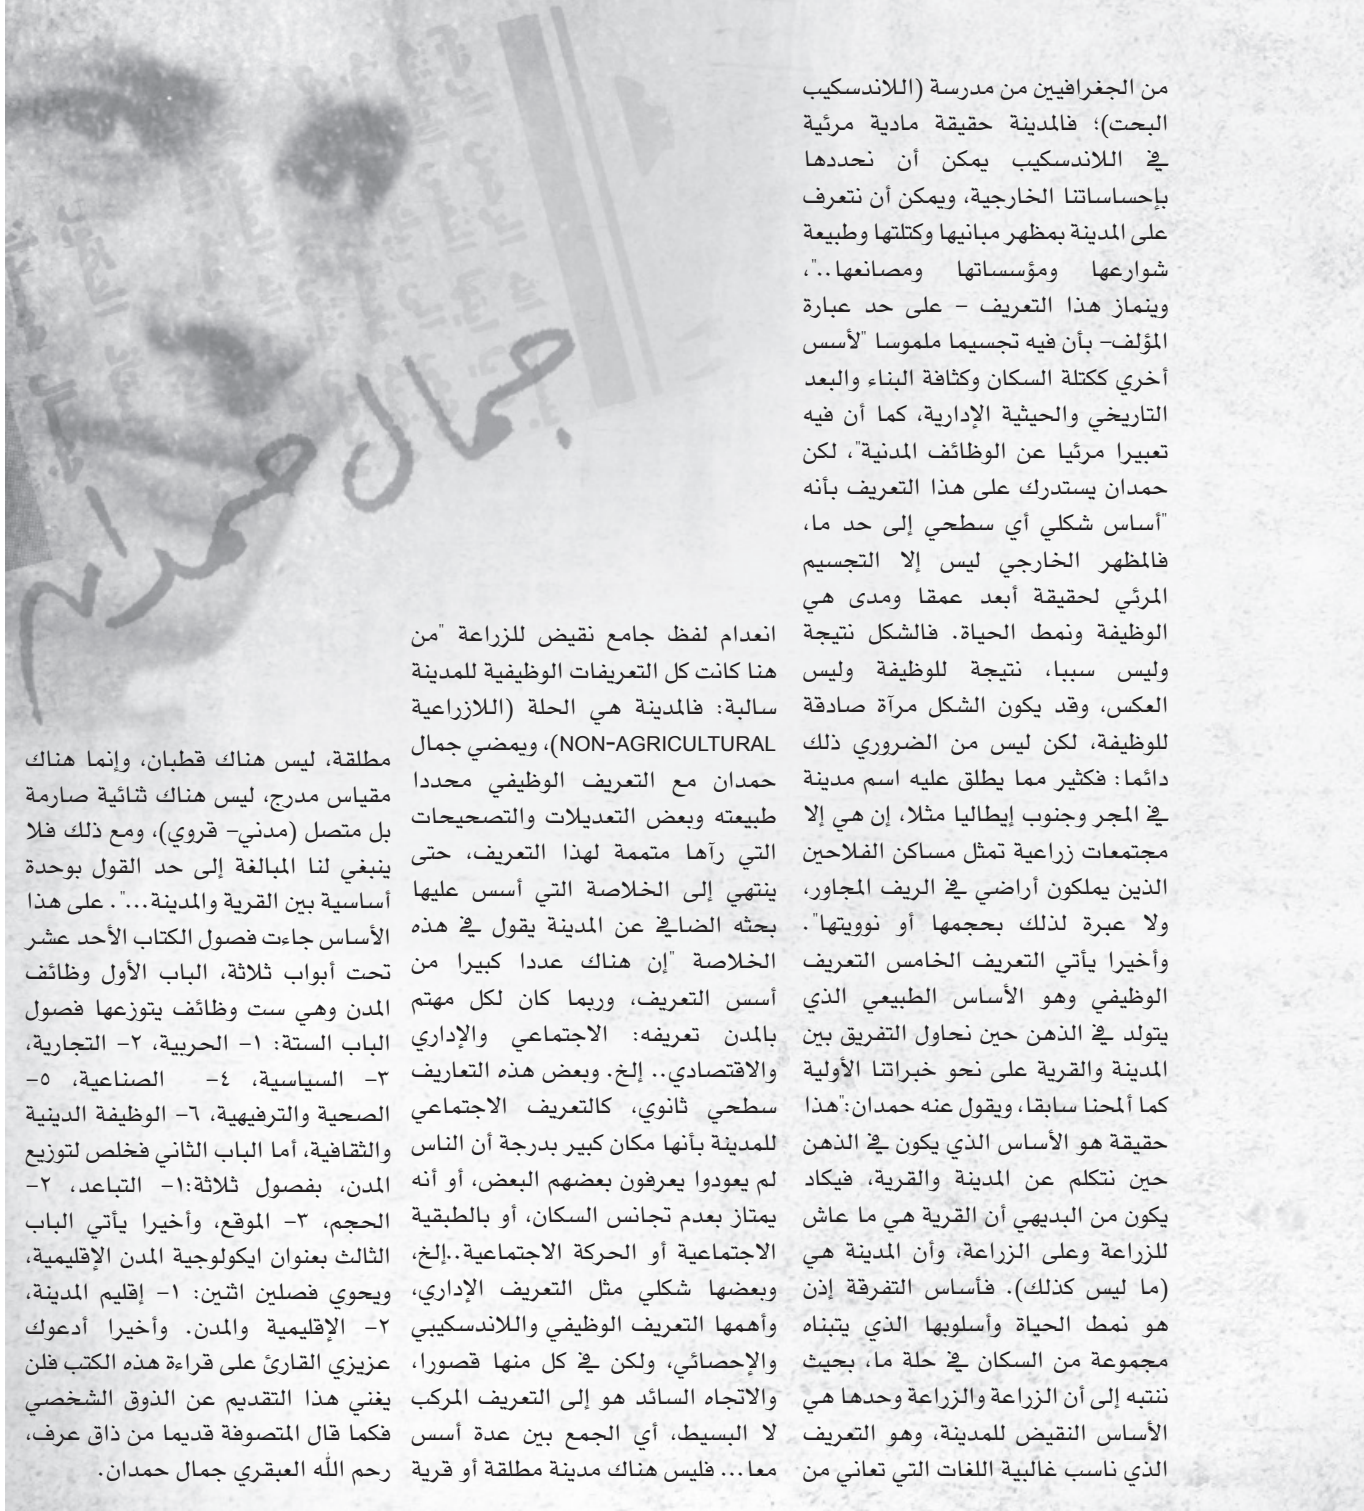 من الجغرافيين من مدرسة (اللاندسكيب
البحت)؛ فالمدينة حقيقة مادية مرئية
في اللاندسكيب يمكن أن نحددها
بإحساساتنا الخارجية، ويمكن أن نتعرف
على المدينة بمظهر مبانيها وكتلتها وطبيعة
شوارعها ومؤسساتها ومصانعها.."،
وينماز هذا التعريف – على حد عبارة
المؤلف– بأن فيه تجسيما ملموسا "لأسس
أخري ككتلة السكان وكثافة البناء والبعد
التاريخي والحيثية الإدارية، كما أن فيه
تعبيرا مرئيا عن الوظائف المدنية"، لكن
حمدان يستدرك على هذا التعريف بأنه
"أساس شكلي أي سطحي إلى حد ما،
فالمظهر الخارجي ليس إلا التجسيم
المرئي لحقيقة أبعد عمقا ومدى هي
الوظيفة ونمط الحياة. فالشكل نتيجة
وليس سببا، نتيجة للوظيفة وليس
العكس، وقد يكون الشكل مرآة صادقة
للوظيفة، لكن ليس من الضروري ذلك
دائما: فكثير مما يطلق عليه اسم مدينة
في المجر وجنوب إيطاليا مثلا، إن هي إلا
مجتمعات زراعية تمثل مساكن الفلاحين
الذين يملكون أراضي في الريف المجاور،
ولا عبرة لذلك بحجمها أو نوويتها".
وأخيرا يأتي التعريف الخامس التعريف
الوظيفي وهو الأساس الطبيعي الذي
يتولد في الذهن حين نحاول التفريق بين
المدينة والقرية على نحو خبراتنا الأولية
كما ألمحنا سابقا، ويقول عنه حمدان:"هذا
حقيقة هو الأساس الذي يكون في الذهن
حين نتكلم عن المدينة والقرية، فيكاد
يكون من البديهي أن القرية هي ما عاش
للزراعة وعلى الزراعة، وأن المدينة هي
(ما ليس كذلك). فأساس التفرقة إذن
هو نمط الحياة وأسلوبها الذي يتبناه
مجموعة من السكان في حلة ما، بحيث
ننتبه إلى أن الزراعة والزراعة وحدها هي
الأساس النقيض للمدينة، وهو التعريف
الذي ناسب غالبية اللغات التي تعاني من
انعدام لفظ جامع نقيض للزراعة "من
هنا كانت كل التعريفات الوظيفية للمدينة
سالبة: فالمدينة هي الحلة (اللازراعية
NON-AGRICULTURAL)، ويمضي جمال
حمدان مع التعريف الوظيفي محددا
طبيعته وبعض التعديلات والتصحيحات
التي رآها متممة لهذا التعريف، حتى
ينتهي إلى الخلاصة التي أسس عليها
بحثه الضافي عن المدينة يقول في هذه
الخلاصة "إن هناك عددا كبيرا من
أسس التعريف، وربما كان لكل مهتم
بالمدن تعريفه: الاجتماعي والإداري
والاقتصادي.. إلخ. وبعض هذه التعاريف
سطحي ثانوي، كالتعريف الاجتماعي
للمدينة بأنها مكان كبير بدرجة أن الناس
لم يعودوا يعرفون بعضهم البعض، أو أنه
يمتاز بعدم تجانس السكان، أو بالطبقية
الاجتماعية أو الحركة الاجتماعية..إلخ،
وبعضها شكلي مثل التعريف الإداري،
وأهمها التعريف الوظيفي واللاندسكيبي
والإحصائي، ولكن في كل منها قصورا،
والاتجاه السائد هو إلى التعريف المركب
لا البسيط، أي الجمع بين عدة أسس
معا... فليس هناك مدينة مطلقة أو قرية
جمال حمدان
مطلقة، ليس هناك قطبان، وإنما هناك
مقياس مدرج، ليس هناك ثنائية صارمة
بل متصل (مدني– قروي)، ومع ذلك فلا
ينبغي لنا المبالغة إلى حد القول بوحدة
أساسية بين القرية والمدينة...". على هذا
الأساس جاءت فصول الكتاب الأحد عشر
تحت أبواب ثلاثة، الباب الأول وظائف
المدن وهي ست وظائف يتوزعها فصول
الباب الستة: ١– الحربية، ٢– التجارية،
٣– السياسية، ٤– الصناعية، ٥–
الصحية والترفيهية، ٦– الوظيفة الدينية
والثقافية، أما الباب الثاني فخلص لتوزيع
المدن، بفصول ثلاثة:١– التباعد، ٢–
الحجم، ٣– الموقع، وأخيرا يأتي الباب
الثالث بعنوان ايكولوجية المدن الإقليمية،
ويحوي فصلين اثنين: ١– إقليم المدينة،
٢– الإقليمية والمدن. وأخيرا أدعوك
عزيزي القارئ على قراءة هذه الكتب فلن
يغني هذا التقديم عن الذوق الشخصي
فكما قال المتصوفة قديما من ذاق عرف،
رحم الله العبقري جمال حمدان.